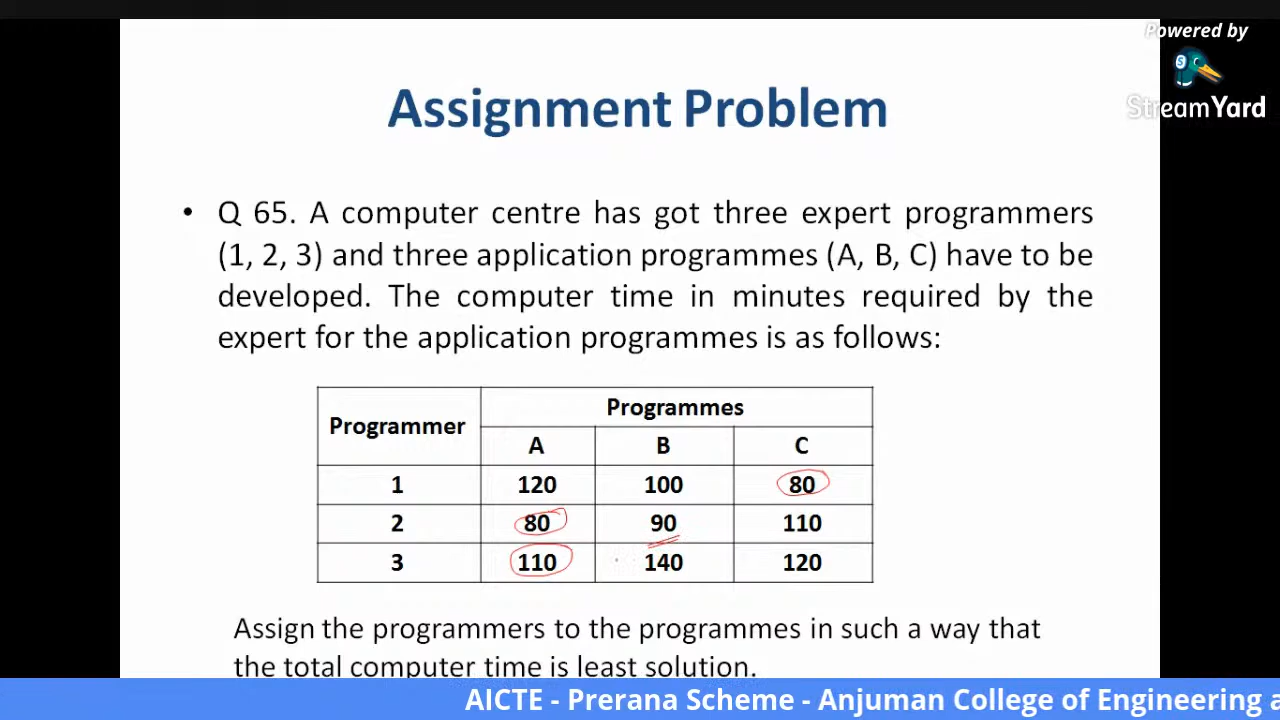 Powered by
StreamYard
Assignment Problem
• Q 65. A computer centre has got three expert programmers
(1, 2, 3) and three application programmes (A, B, C) have to be
developed. The computer time in minutes required by the
expert for the application programmes is as follows:
Programmer Programmes
A B C
1 120 100 80
2 80 90 110
3 110 140 120
Assign the programmers to the programmes in such a way that
the total computer time is least solution.
AICTE - Prerana Scheme - Anjuman College of Engineering a